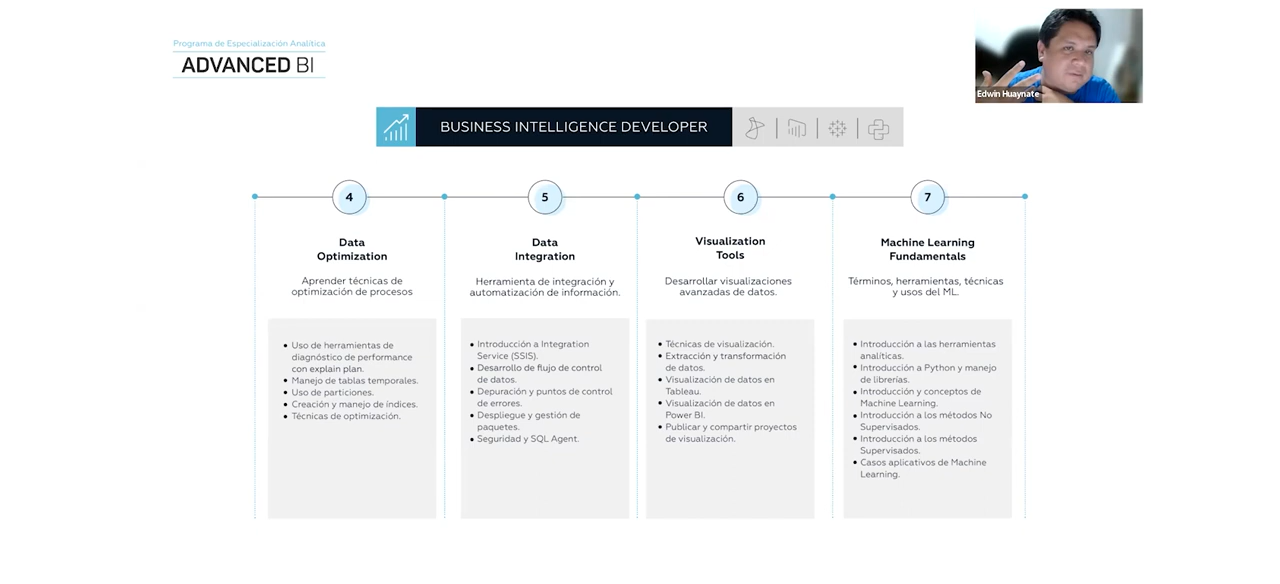 Programa de Especialización Analítica
ADVANCED BI
Edwin Huaynate
BUSINESS INTELLIGENCE DEVELOPER
4
Data
Optimization
Aprender técnicas de
optimización de procesos
Uso de herramientas de
diagnóstico de performance
con explain plan.
Manejo de tablas temporales.
Uso de particiones.
Creación y manejo de índices.
Técnicas de optimización.
5
Data
Integration
Herramienta de integración y
automatización de información.
Introducción a Integration
Service (SSIS).
Desarrollo de flujo de control
de datos.
Depuración y puntos de control
de errores.
Despliegue y gestión de
paquetes.
Seguridad y SQL Agent.
6
Visualization
Tools
Desarrollar visualizaciones
avanzadas de datos.
Técnicas de visualización.
Extracción y transformación
de datos.
Visualización de datos en
Tableau.
Visualización de datos en
Power BI.
Publicar y compartir proyectos
de visualización.
7
Machine Learning
Fundamentals
Términos, herramientas, técnicas
y usos del ML.
Introducción a las herramientas
analíticas.
Introducción a Python y manejo
de librerías.
Introducción y conceptos de
Machine Learning.
Introducción a los métodos No
Supervisados.
Introducción a los métodos
Supervisados.
Casos aplicativos de Machine
Learning.